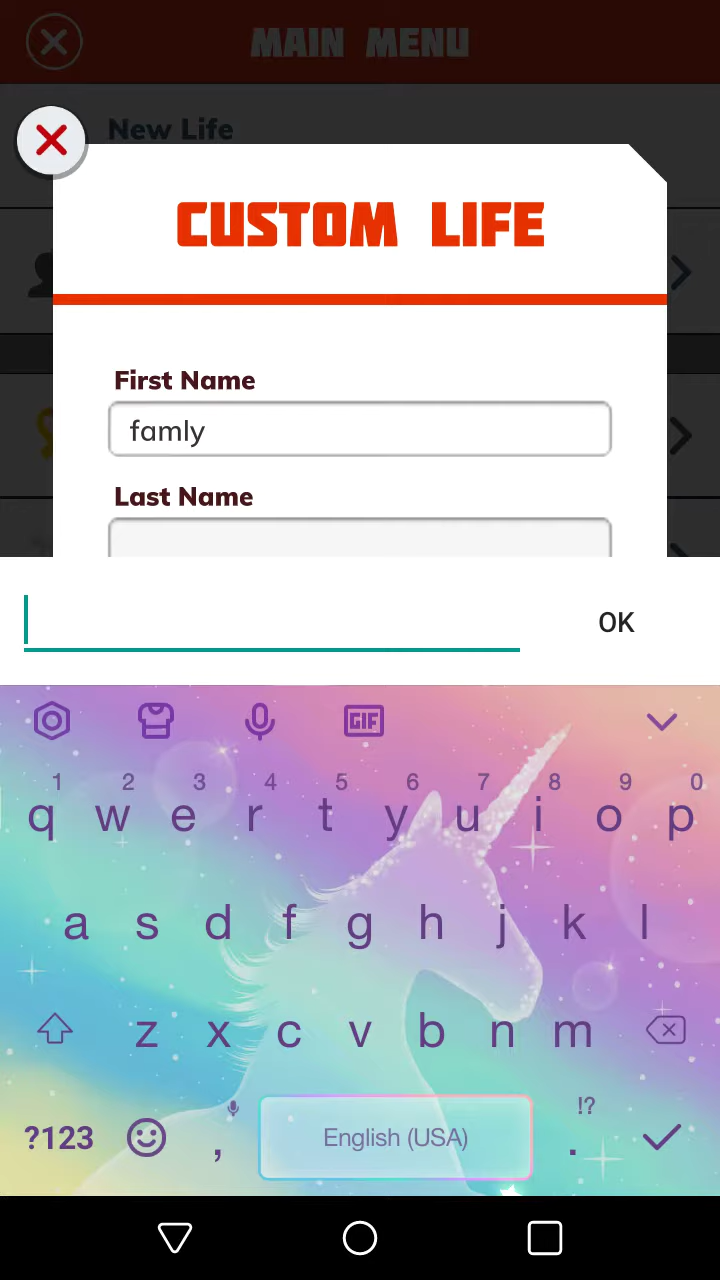 MAIN MENU
New Life
CUSTOM LIFE
First Name
famly
Last Name
OK
GIF
1 2 3 4 5 6 7 8 9 0
q w e r t y u i o p
a s d f g h j k l
z x c v b n m
!?
?123 , English (USA) .